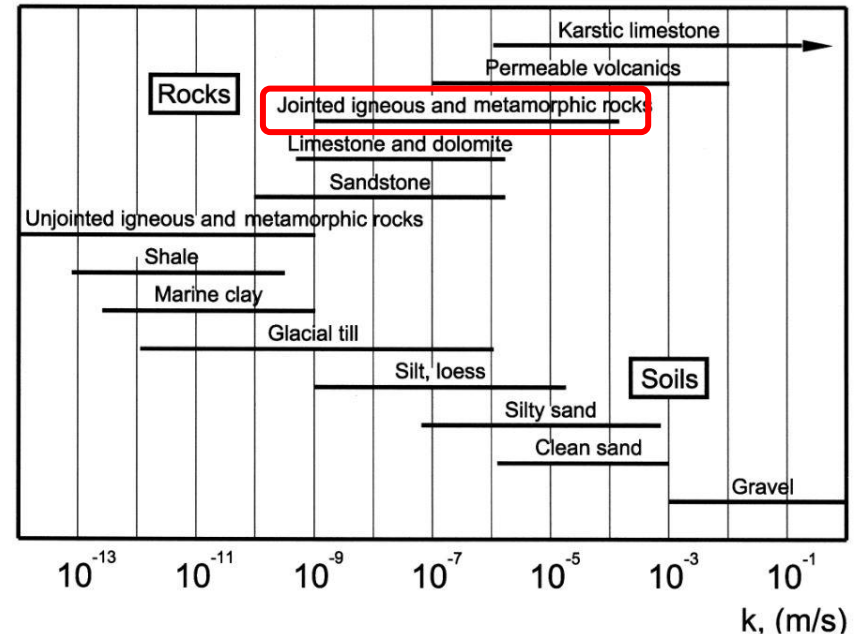 Karstic limestone
Permeable volcanics
Rocks
Jointed igneous and metamorphic rocks
Limestone and dolomite
Sandstone
Unjointed igneous and metamorphic rocks
Shale
Marine clay
Glacial till
Silt, loess
Soils
Silty sand
Clean sand
Gravel
10⁻¹³ 10⁻¹¹ 10⁻⁹ 10⁻⁷ 10⁻⁵ 10⁻³ 10⁻¹
k, (m/s)